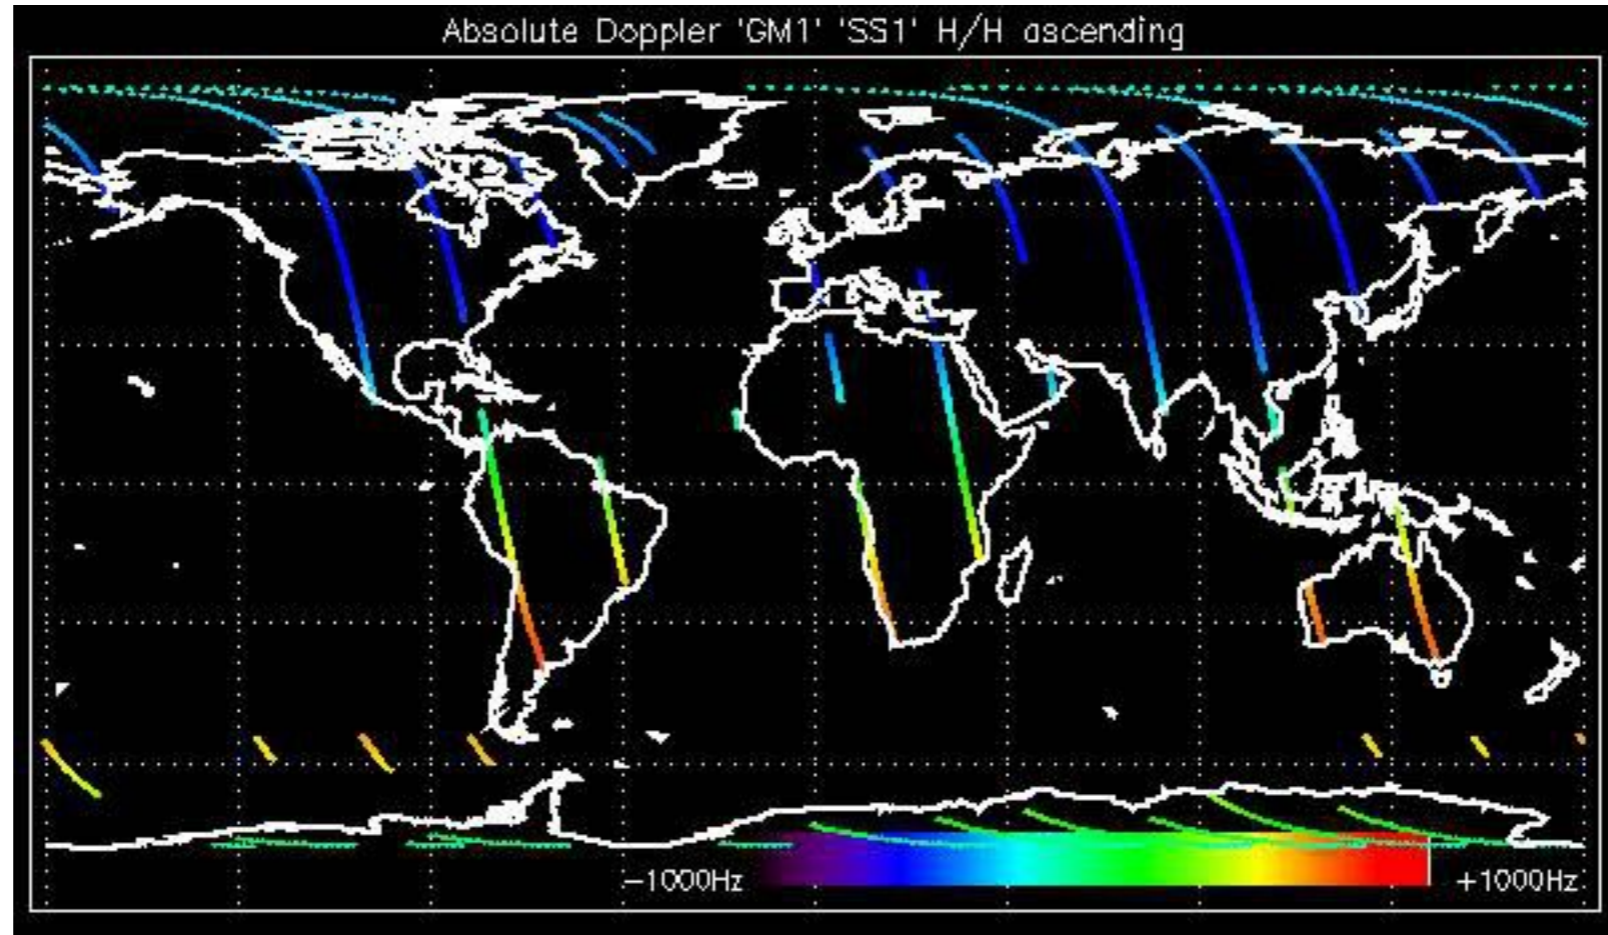 Absolute Doppler 'GM1' 'SS1' H/H ascending
−1000Hz
+1000Hz